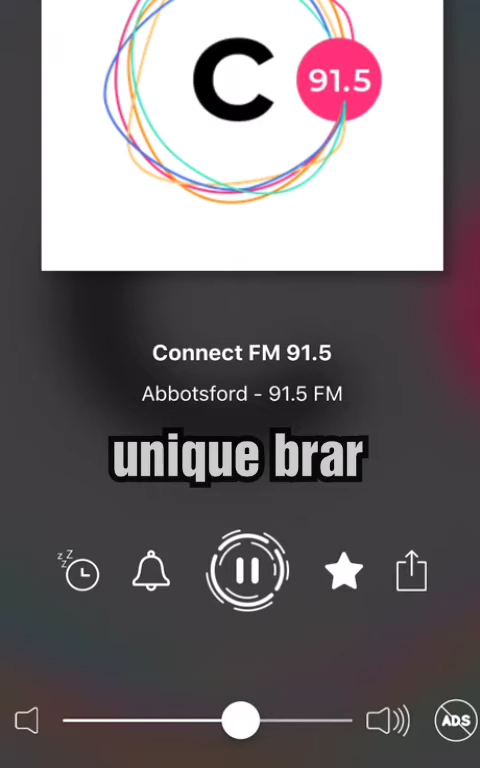 C
91.5
Connect FM 91.5
Abbotsford - 91.5 FM
unique brar
z z z
ADS